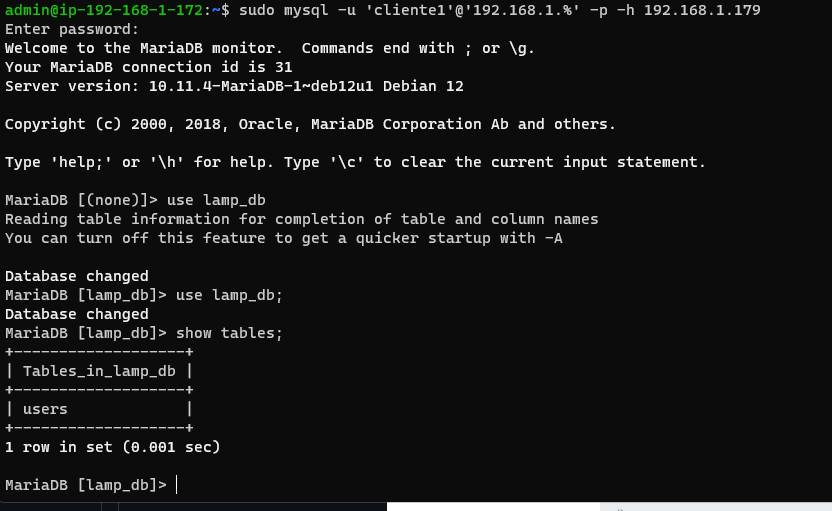 admin@ip-192-168-1-172:~$ sudo mysql -u 'cliente1'@'192.168.1.%' -p -h 192.168.1.179
Enter password:
Welcome to the MariaDB monitor.  Commands end with ; or \g.
Your MariaDB connection id is 31
Server version: 10.11.4-MariaDB-1~deb12u1 Debian 12

Copyright (c) 2000, 2018, Oracle, MariaDB Corporation Ab and others.

Type 'help;' or '\h' for help. Type '\c' to clear the current input statement.

MariaDB [(none)]> use lamp_db
Reading table information for completion of table and column names
You can turn off this feature to get a quicker startup with -A

Database changed
MariaDB [lamp_db]> use lamp_db;
Database changed
MariaDB [lamp_db]> show tables;
+-------------------+
| Tables_in_lamp_db |
+-------------------+
| users             |
+-------------------+
1 row in set (0.001 sec)

MariaDB [lamp_db]>